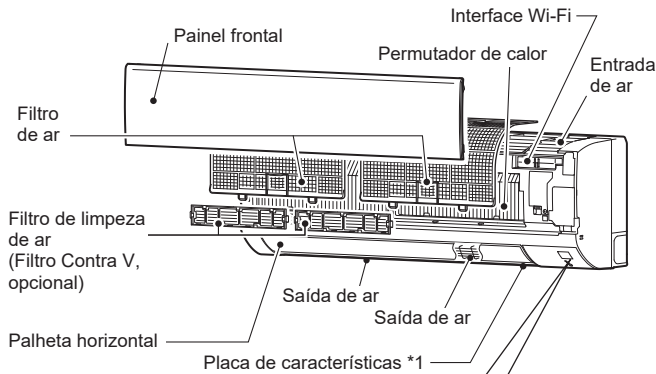 Interface Wi-Fi
Painel frontal
Permutador de calor
Entrada
de ar
Filtro
de ar
Filtro de limpeza
de ar
(Filtro Contra V,
opcional)
Saída de ar
Saída de ar
Palheta horizontal
Placa de características *1